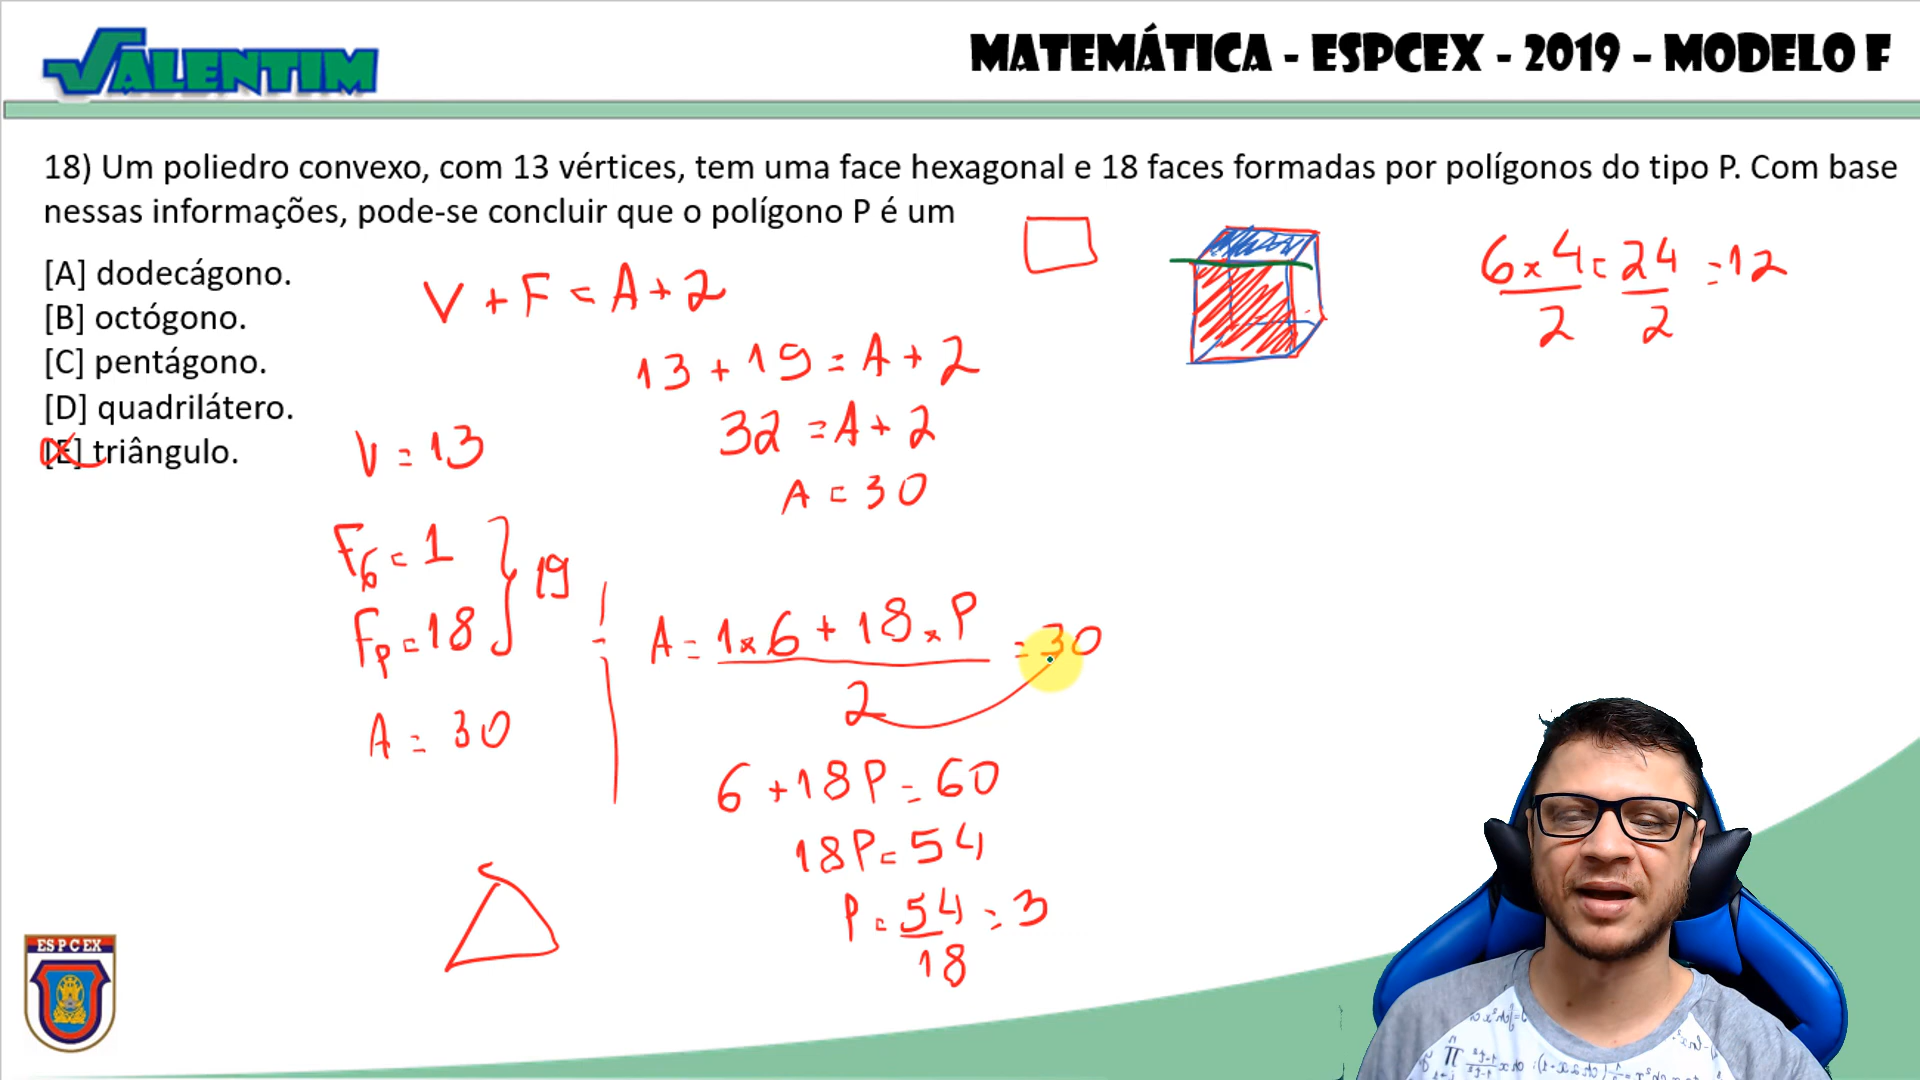 VALENTIM
MATEMÁTICA - ESPCEX - 2019 – MODELO F
18) Um poliedro convexo, com 13 vértices, tem uma face hexagonal e 18 faces formadas por polígonos do tipo P. Com base
nessas informações, pode-se concluir que o polígono P é um
[A] dodecágono.
[B] octógono.
[C] pentágono.
[D] quadrilátero.
[E] triângulo.
V + F = A + 2
13 + 19 = A + 2
32 = A + 2
A = 30
6 x 4 = 24 = 12
2 2
V = 13
F6 = 1
Fp = 18
19
A = 30
A = 1x6 + 18xP = 30
2
6 + 18P = 60
18P = 54
P = 54 = 3
18
ESPCEX